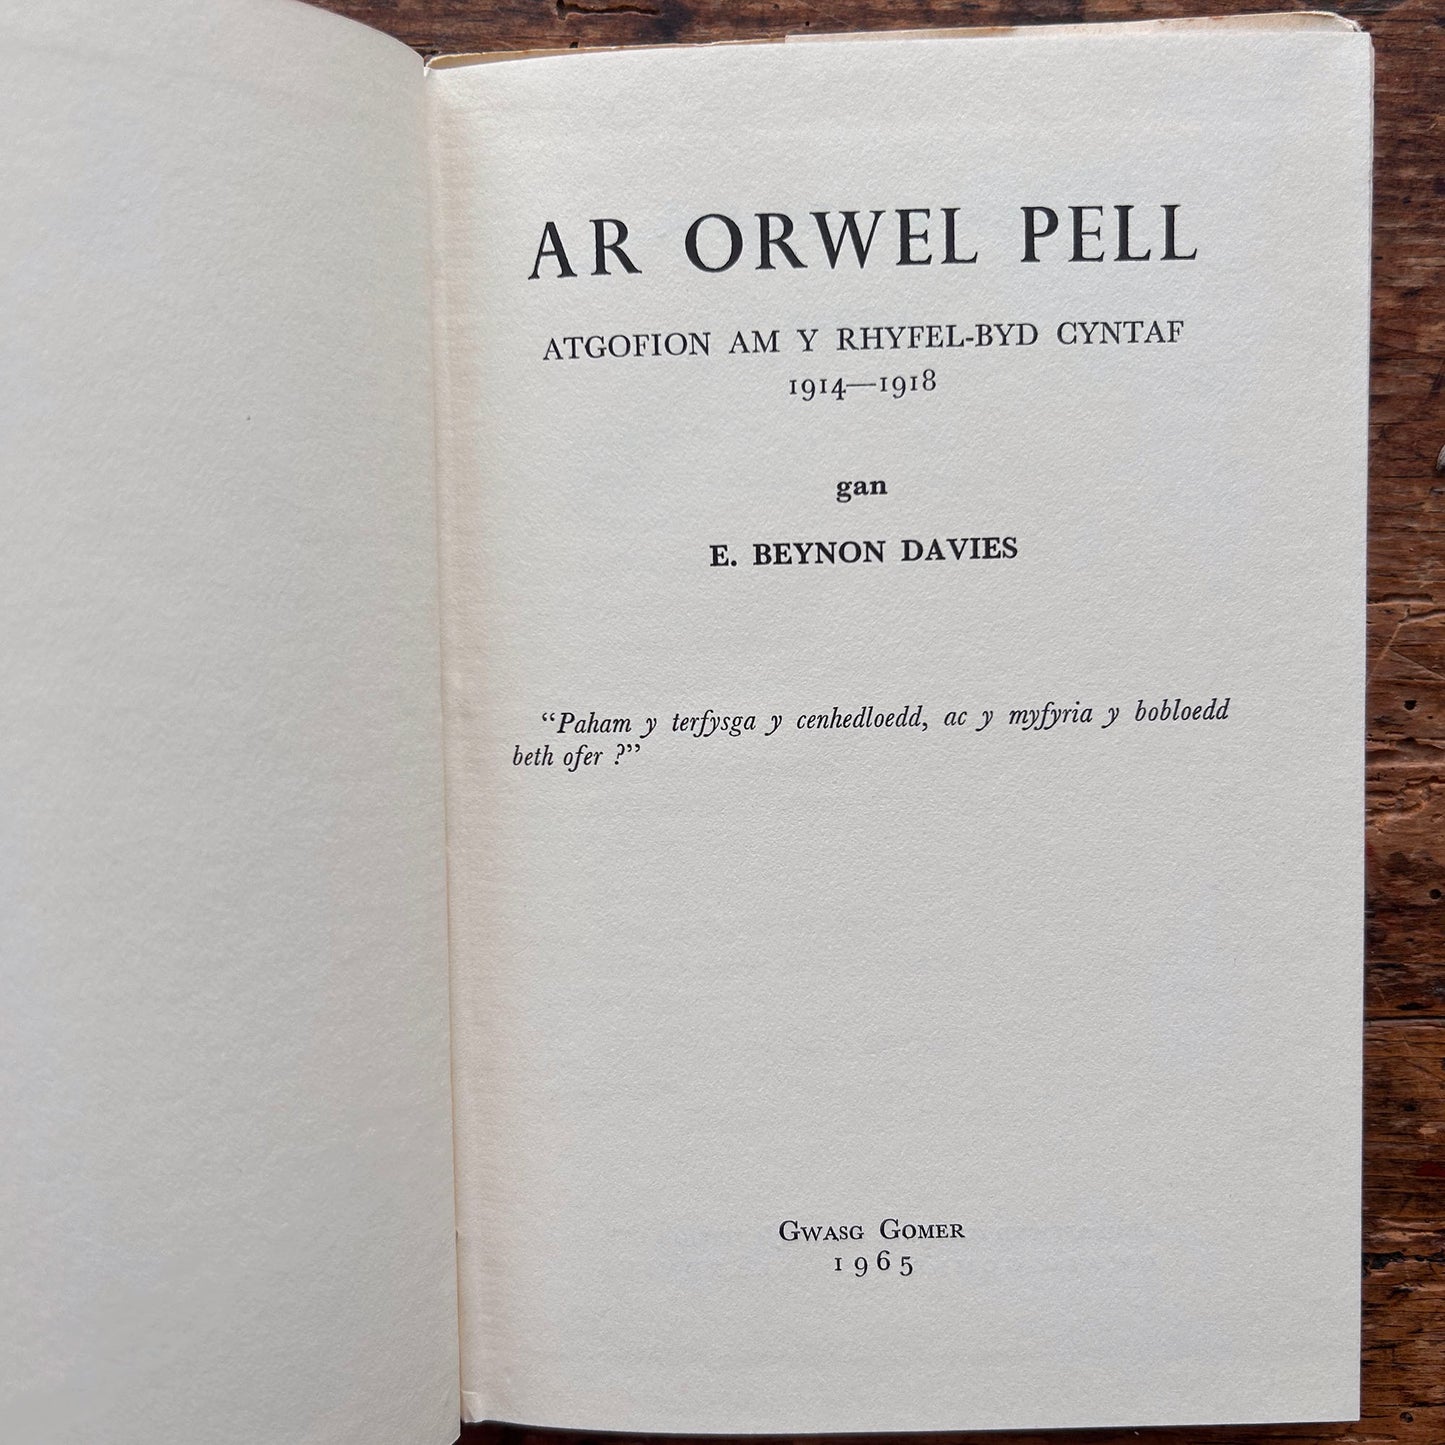 AR ORWEL PELL
ATGOFION AM Y RHYFEL-BYD CYNTAF
1914—1918
gan
E. BEYNON DAVIES
“Paham y terfysga y cenhedloedd, ac y myfyria y bobloedd
beth ofer ?”
GWASG GOMER
1965